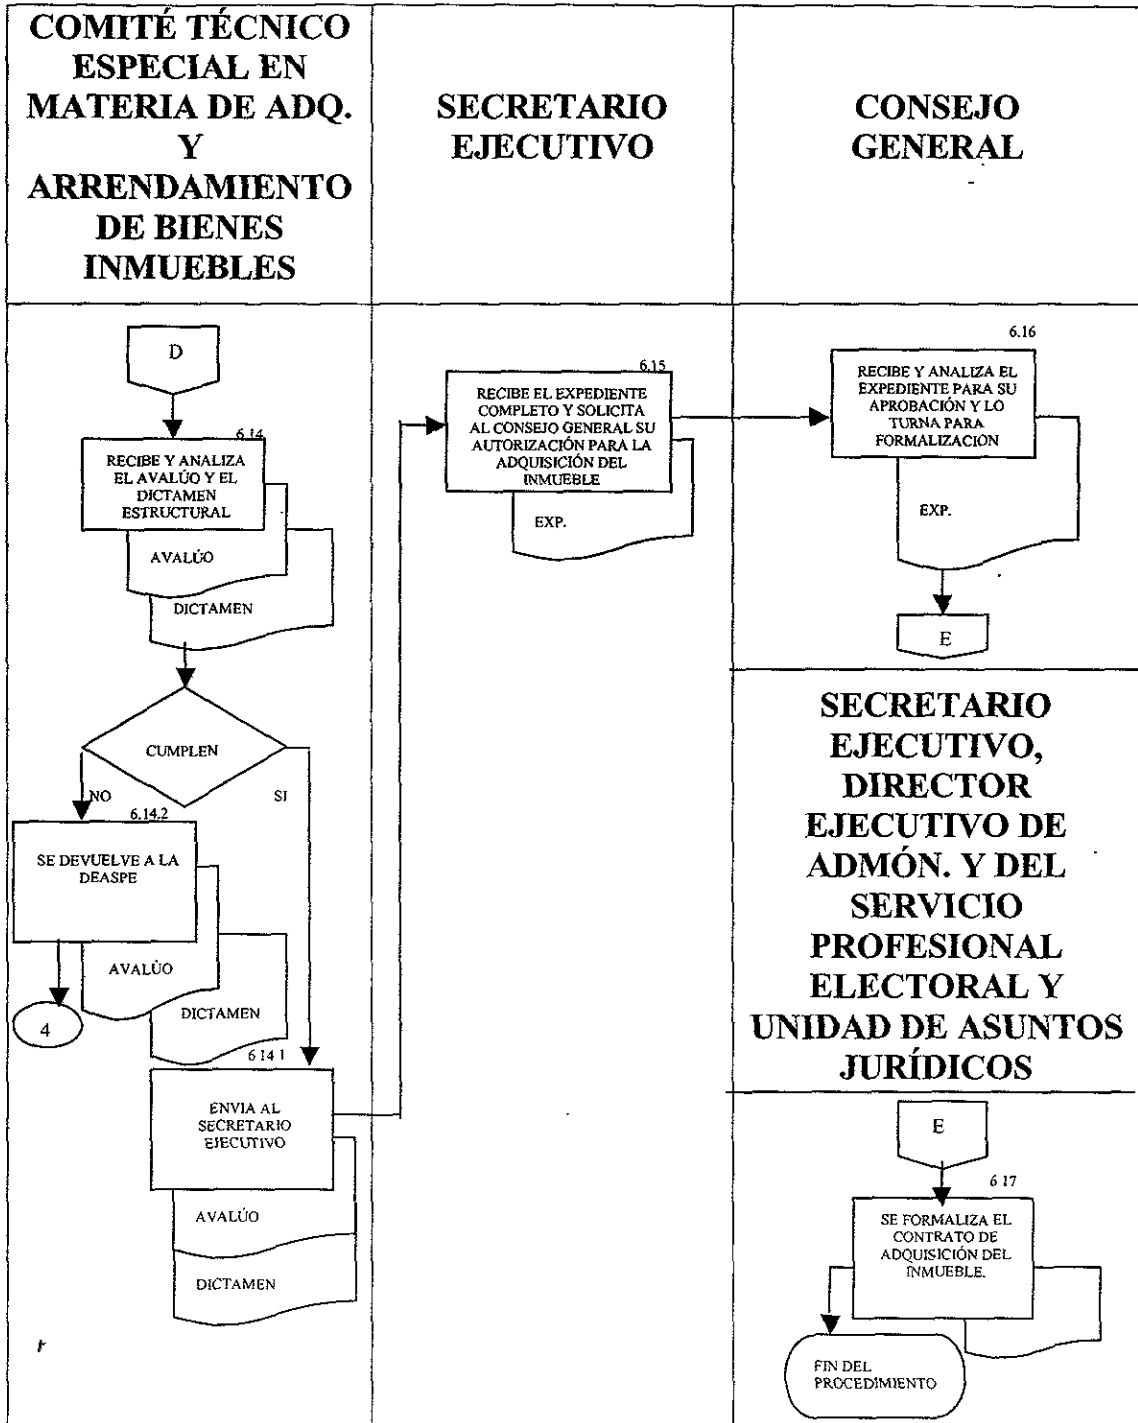 COMITÉ TÉCNICO
ESPECIAL EN
MATERIA DE ADQ.
Y
ARRENDAMIENTO
DE BIENES
INMUEBLES
SECRETARIO
EJECUTIVO
CONSEJO
GENERAL
D
6.14
RECIBE Y ANALIZA
EL AVALÚO Y EL
DICTAMEN
ESTRUCTURAL
AVALÚO
DICTAMEN
CUMPLEN
NO
SI
6.14.2
SE DEVUELVE A LA
DEASPE
AVALÚO
DICTAMEN
4
6 14 1
ENVIA AL
SECRETARIO
EJECUTIVO
AVALÚO
DICTAMEN
6.15
RECIBE EL EXPEDIENTE
COMPLETO Y SOLICITA
AL CONSEJO GENERAL SU
AUTORIZACIÓN PARA LA
ADQUISICIÓN DEL
INMUEBLE
EXP.
6.16
RECIBE Y ANALIZA EL
EXPEDIENTE PARA SU
APROBACIÓN Y LO
TURNA PARA
FORMALIZACIÓN
EXP.
E
SECRETARIO
EJECUTIVO,
DIRECTOR
EJECUTIVO DE
ADMÓN. Y DEL
SERVICIO
PROFESIONAL
ELECTORAL Y
UNIDAD DE ASUNTOS
JURÍDICOS
E
6 17
SE FORMALIZA EL
CONTRATO DE
ADQUISICIÓN DEL
INMUEBLE.
FIN DEL
PROCEDIMIENTO